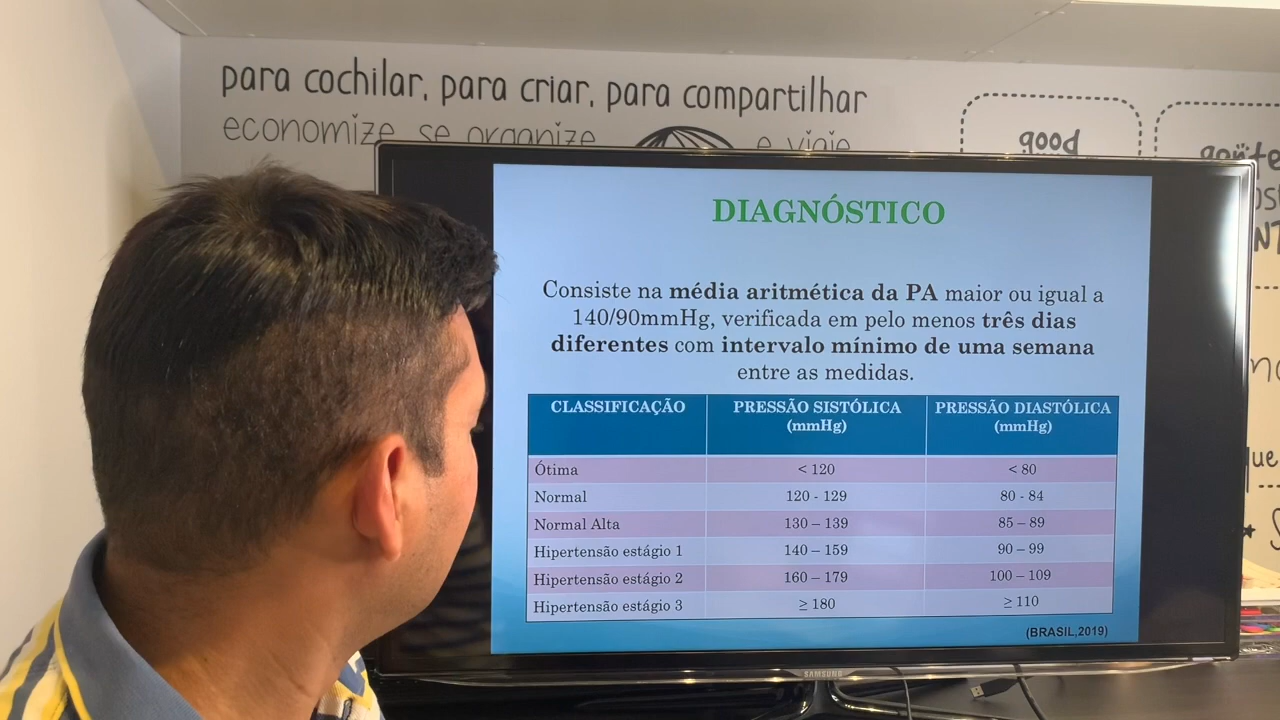 para cochilar, para criar, para compartilhar
economize, se organize e viaje
good
DIAGNÓSTICO
Consiste na média aritmética da PA maior ou igual a
140/90mmHg, verificada em pelo menos três dias
diferentes com intervalo mínimo de uma semana
entre as medidas.
CLASSIFICAÇÃO PRESSÃO SISTÓLICA (mmHg) PRESSÃO DIASTÓLICA (mmHg)
Ótima < 120 < 80
Normal 120 - 129 80 - 84
Normal Alta 130 – 139 85 – 89
Hipertensão estágio 1 140 – 159 90 – 99
Hipertensão estágio 2 160 – 179 100 – 109
Hipertensão estágio 3 ≥ 180 ≥ 110
(BRASIL,2019)
SAMSUNG